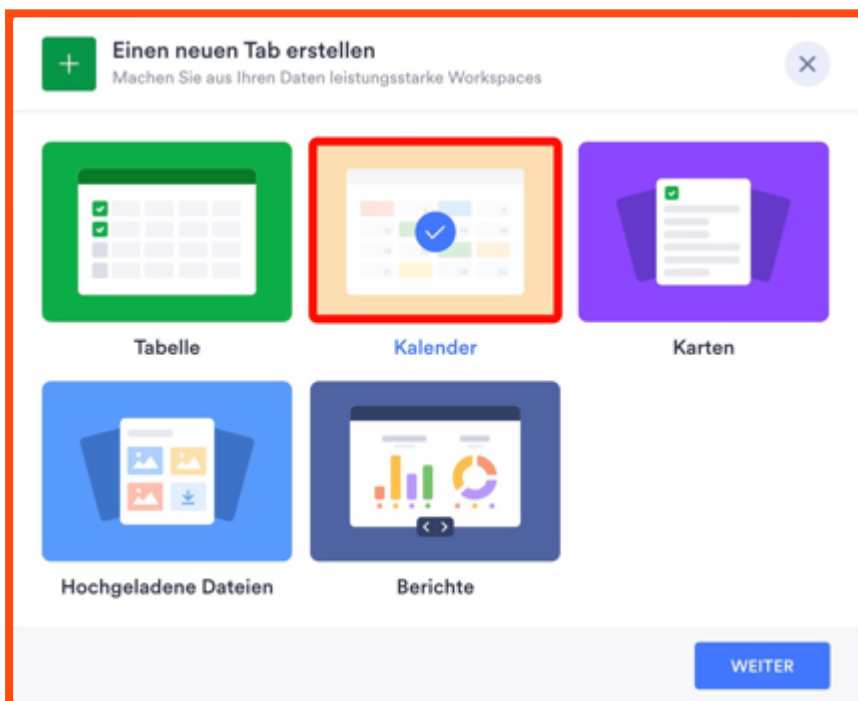 Einen neuen Tab erstellen
Machen Sie aus Ihren Daten leistungsstarke Workspaces
Tabelle
Kalender
Karten
Hochgeladene Dateien
Berichte
WEITER